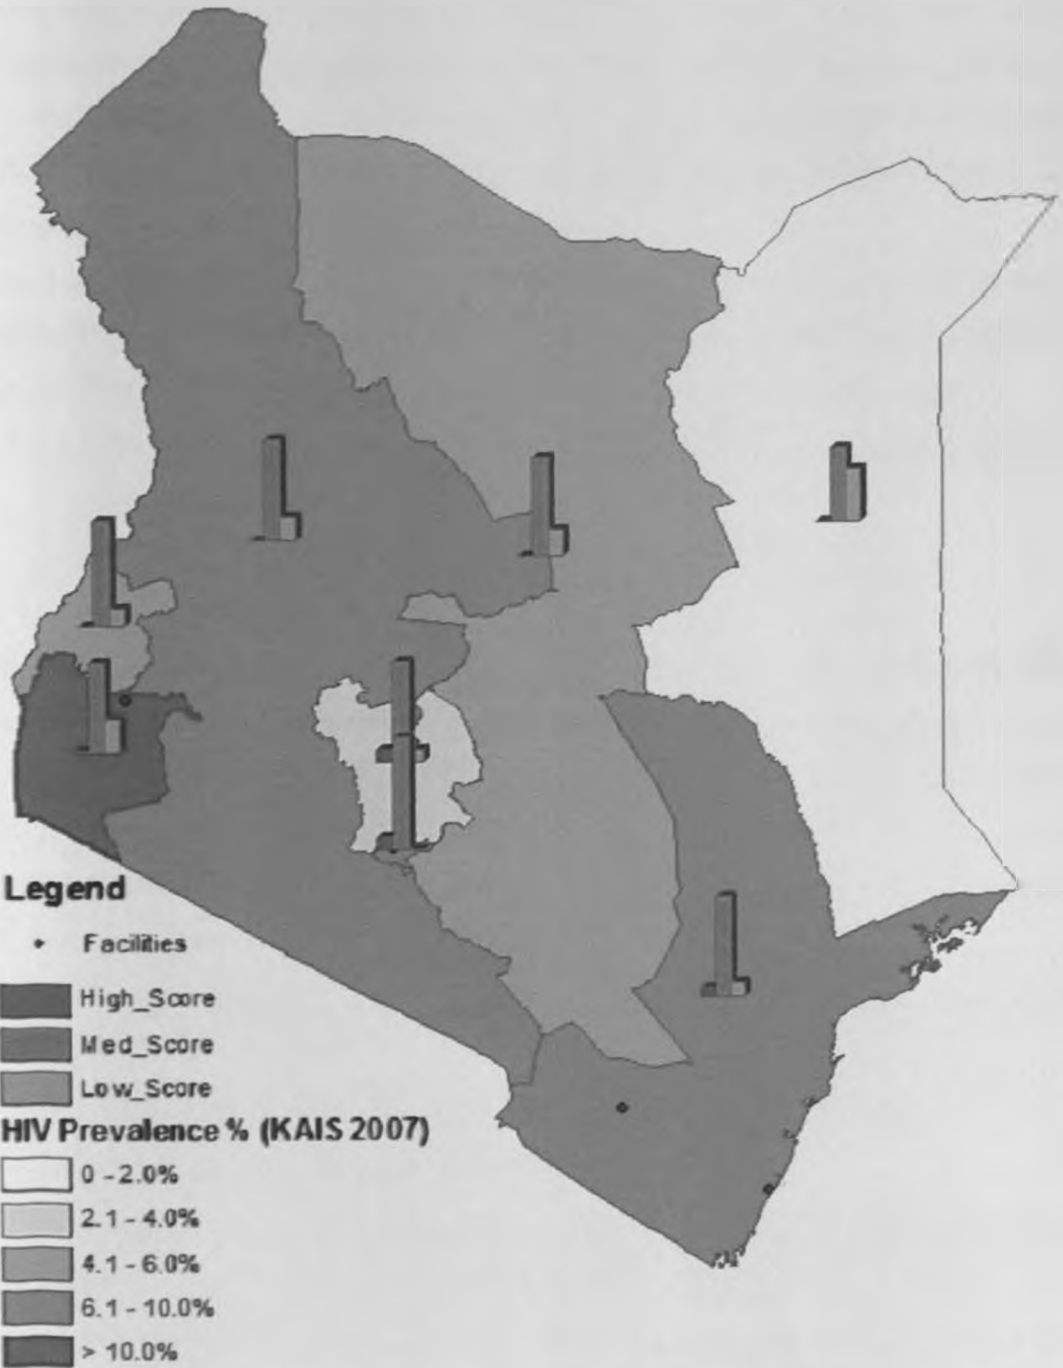 Legend
Facilities
High_Score
Med_Score
Low_Score
HIV Prevalence % (KAIS 2007)
0 - 2.0%
2.1 - 4.0%
4.1 - 6.0%
6.1 - 10.0%
> 10.0%